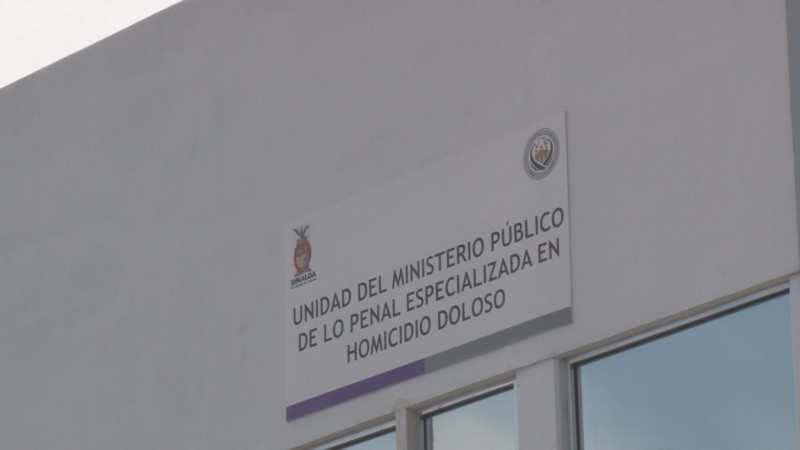 SINALOA
UNIDAD DEL MINISTERIO PÚBLICO
DE LO PENAL ESPECIALIZADA EN
HOMICIDIO DOLOSO